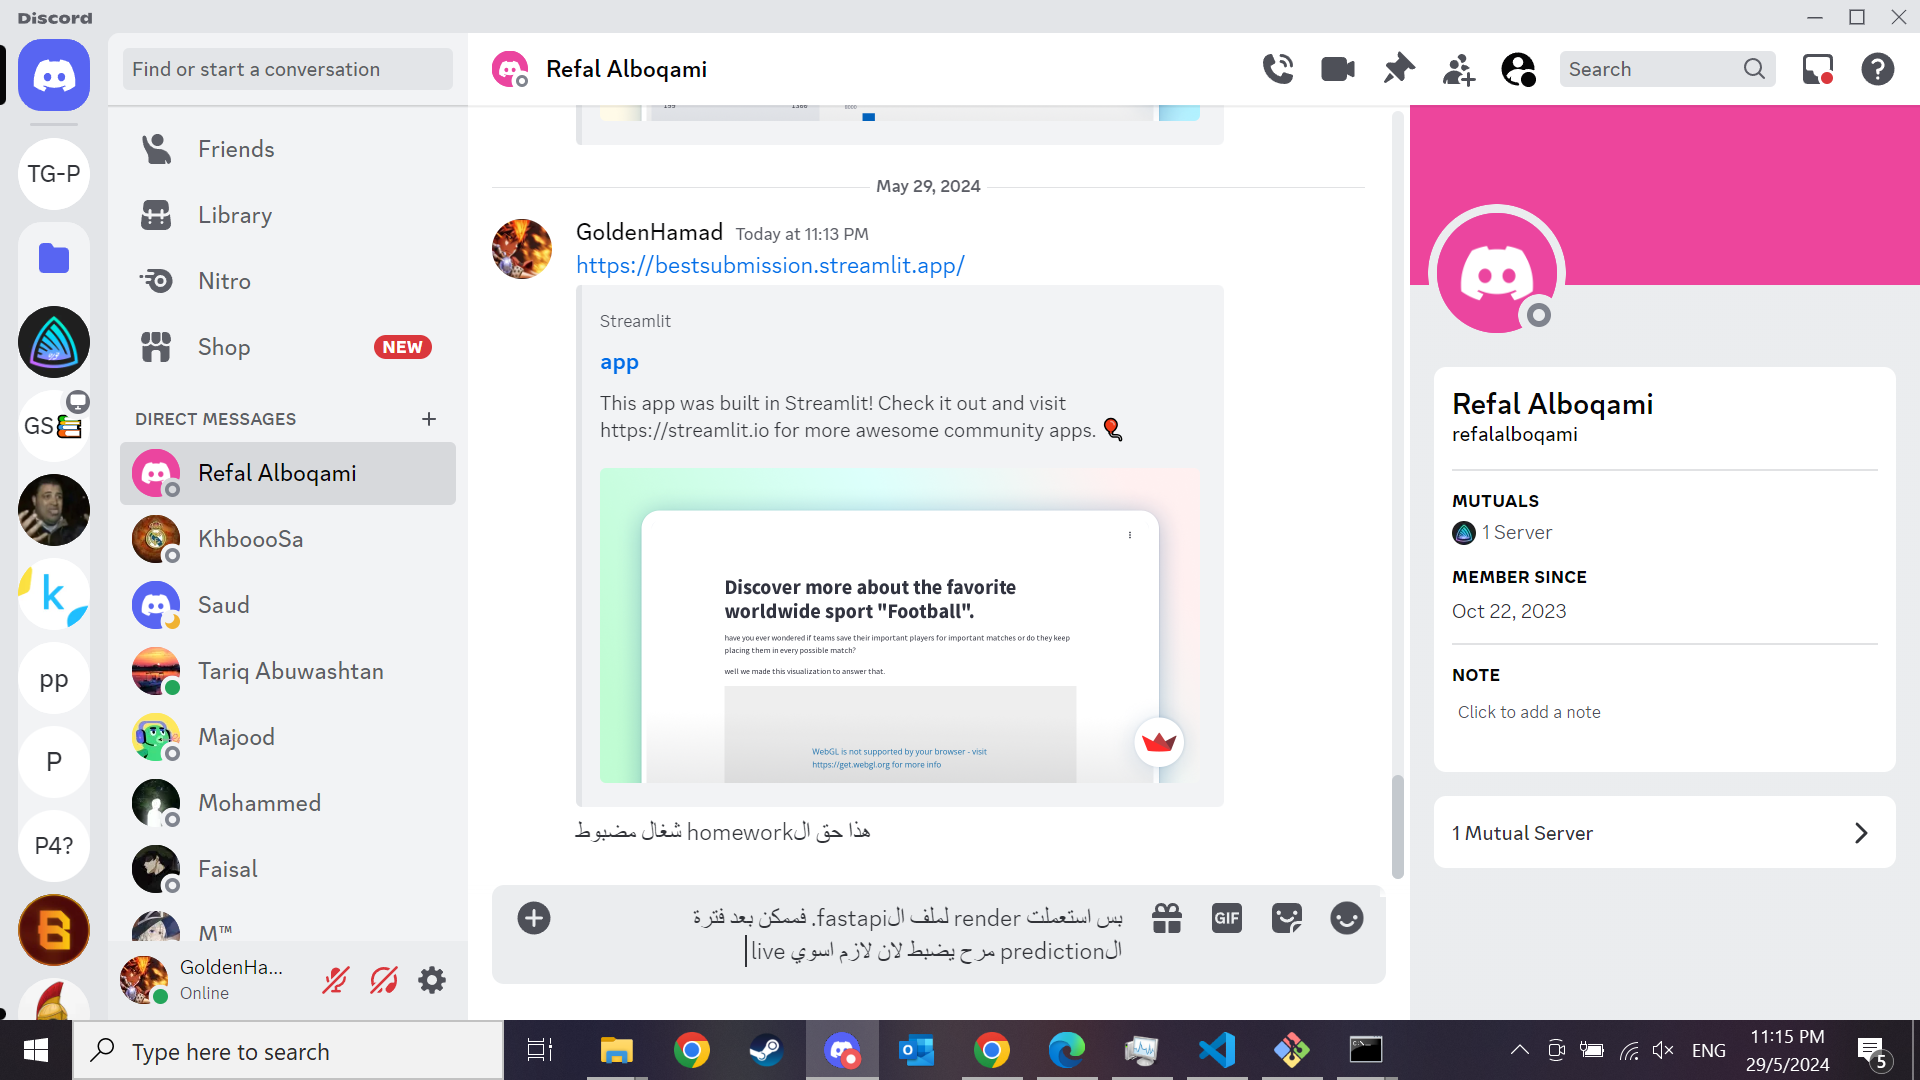 Discord
Find or start a conversation
Refal Alboqami
Search
TG-P
Friends
Library
Nitro
Shop
NEW
DIRECT MESSAGES
GS
Refal Alboqami
KhboooSa
Saud
Tariq Abuwashtan
pp
Majood
P
Mohammed
P4?
Faisal
M™
GoldenHa...
Online
199
1388
8000
May 29, 2024
GoldenHamad Today at 11:13 PM
https://bestsubmission.streamlit.app/
Streamlit
app
This app was built in Streamlit! Check it out and visit
https://streamlit.io for more awesome community apps. 🎈
Discover more about the favorite
worldwide sport "Football".
have you ever wondered if teams save their important players for important matches or do they keep
placing them in every possible match?
well we made this visualization to answer that.
WebGL is not supported by your browser - visit
https://get.webgl.org for more info
هذا حق الhomework شغال مضبوط
بس استعملت render لملف الfastapi. فممكن بعد فترة
الprediction مرح يضبط لان لازم اسوي live
GIF
Refal Alboqami
refalalboqami
MUTUALS
1 Server
MEMBER SINCE
Oct 22, 2023
NOTE
Click to add a note
1 Mutual Server
Type here to search
ENG
11:15 PM
29/5/2024
5